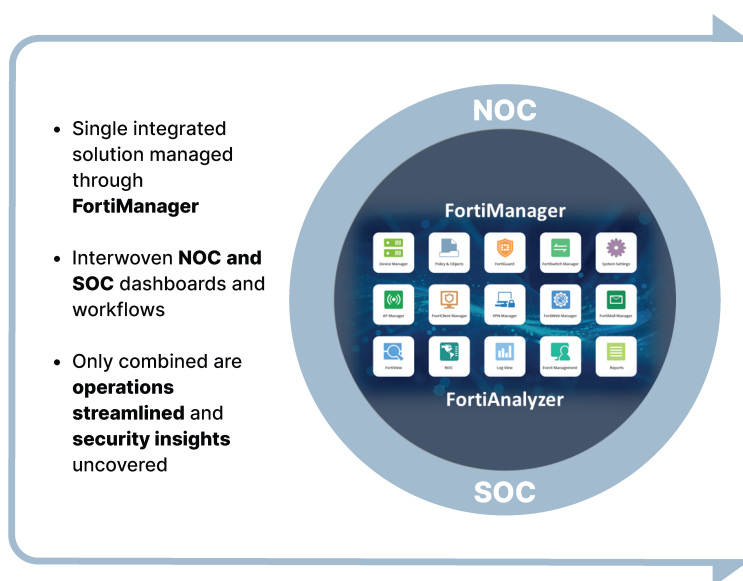 • Single integrated
solution managed
through
FortiManager
• Interwoven NOC and
SOC dashboards and
workflows
• Only combined are
operations
streamlined and
security insights
uncovered
NOC
FortiManager
Device Manager
Policy & Objects
FortiGuard
FortiSwitch Manager
System Settings
AP Manager
FortiClient Manager
VPN Manager
FortiWeb Manager
FortiMail Manager
FortiView
NOC
Log View
Event Management
Reports
FortiAnalyzer
SOC